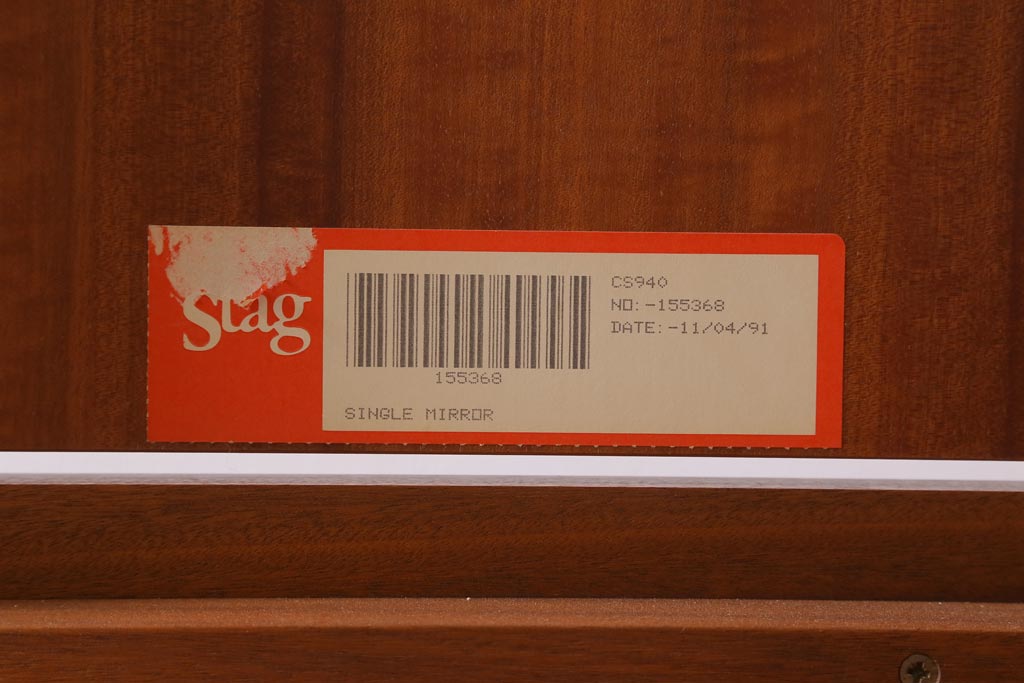 Stag
CS940
NO:-155368
DATE:-11/04/91
155368
SINGLE MIRROR